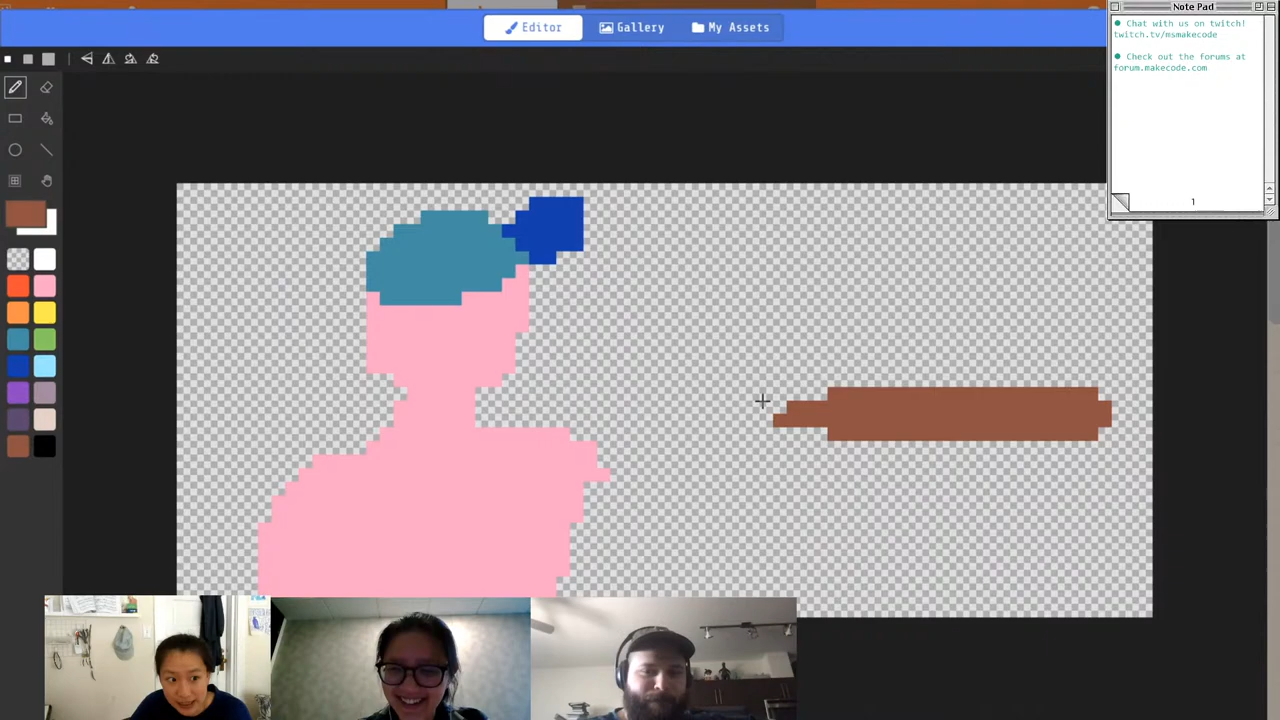 Editor
Gallery
My Assets
Note Pad
Chat with us on twitch!
twitch.tv/msmakecode
Check out the forums at
forum.makecode.com
1